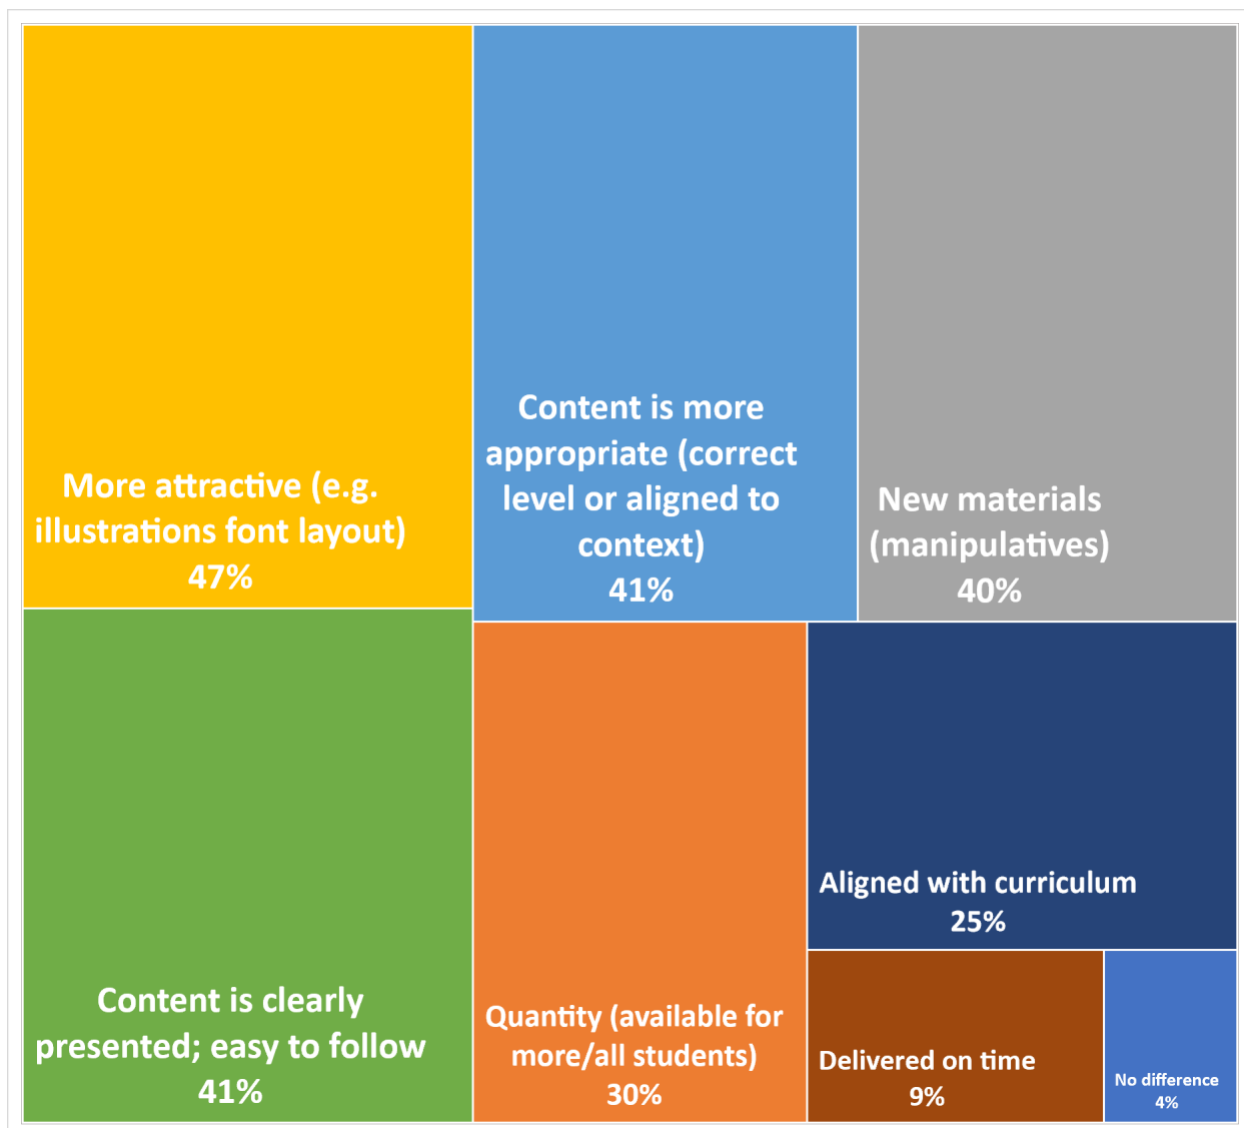 More attractive (e.g.
illustrations font layout)
47%
Content is clearly
presented; easy to follow
41%
Content is more
appropriate (correct
level or aligned to
context)
41%
New materials
(manipulatives)
40%
Quantity (available for
more/all students)
30%
Aligned with curriculum
25%
Delivered on time
9%
No difference
4%